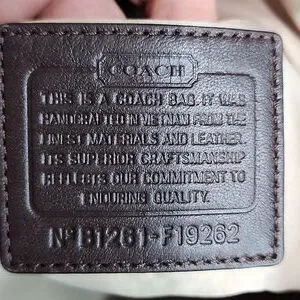 COACH
THIS IS A COACH BAG. IT WAS
HANDCRAFTED IN VIETNAM FROM THE
FINEST MATERIALS AND LEATHER.
ITS SUPERIOR CRAFTSMANSHIP
REFLECTS OUR COMMITMENT TO
ENDURING QUALITY.
Nº B1261-F19262